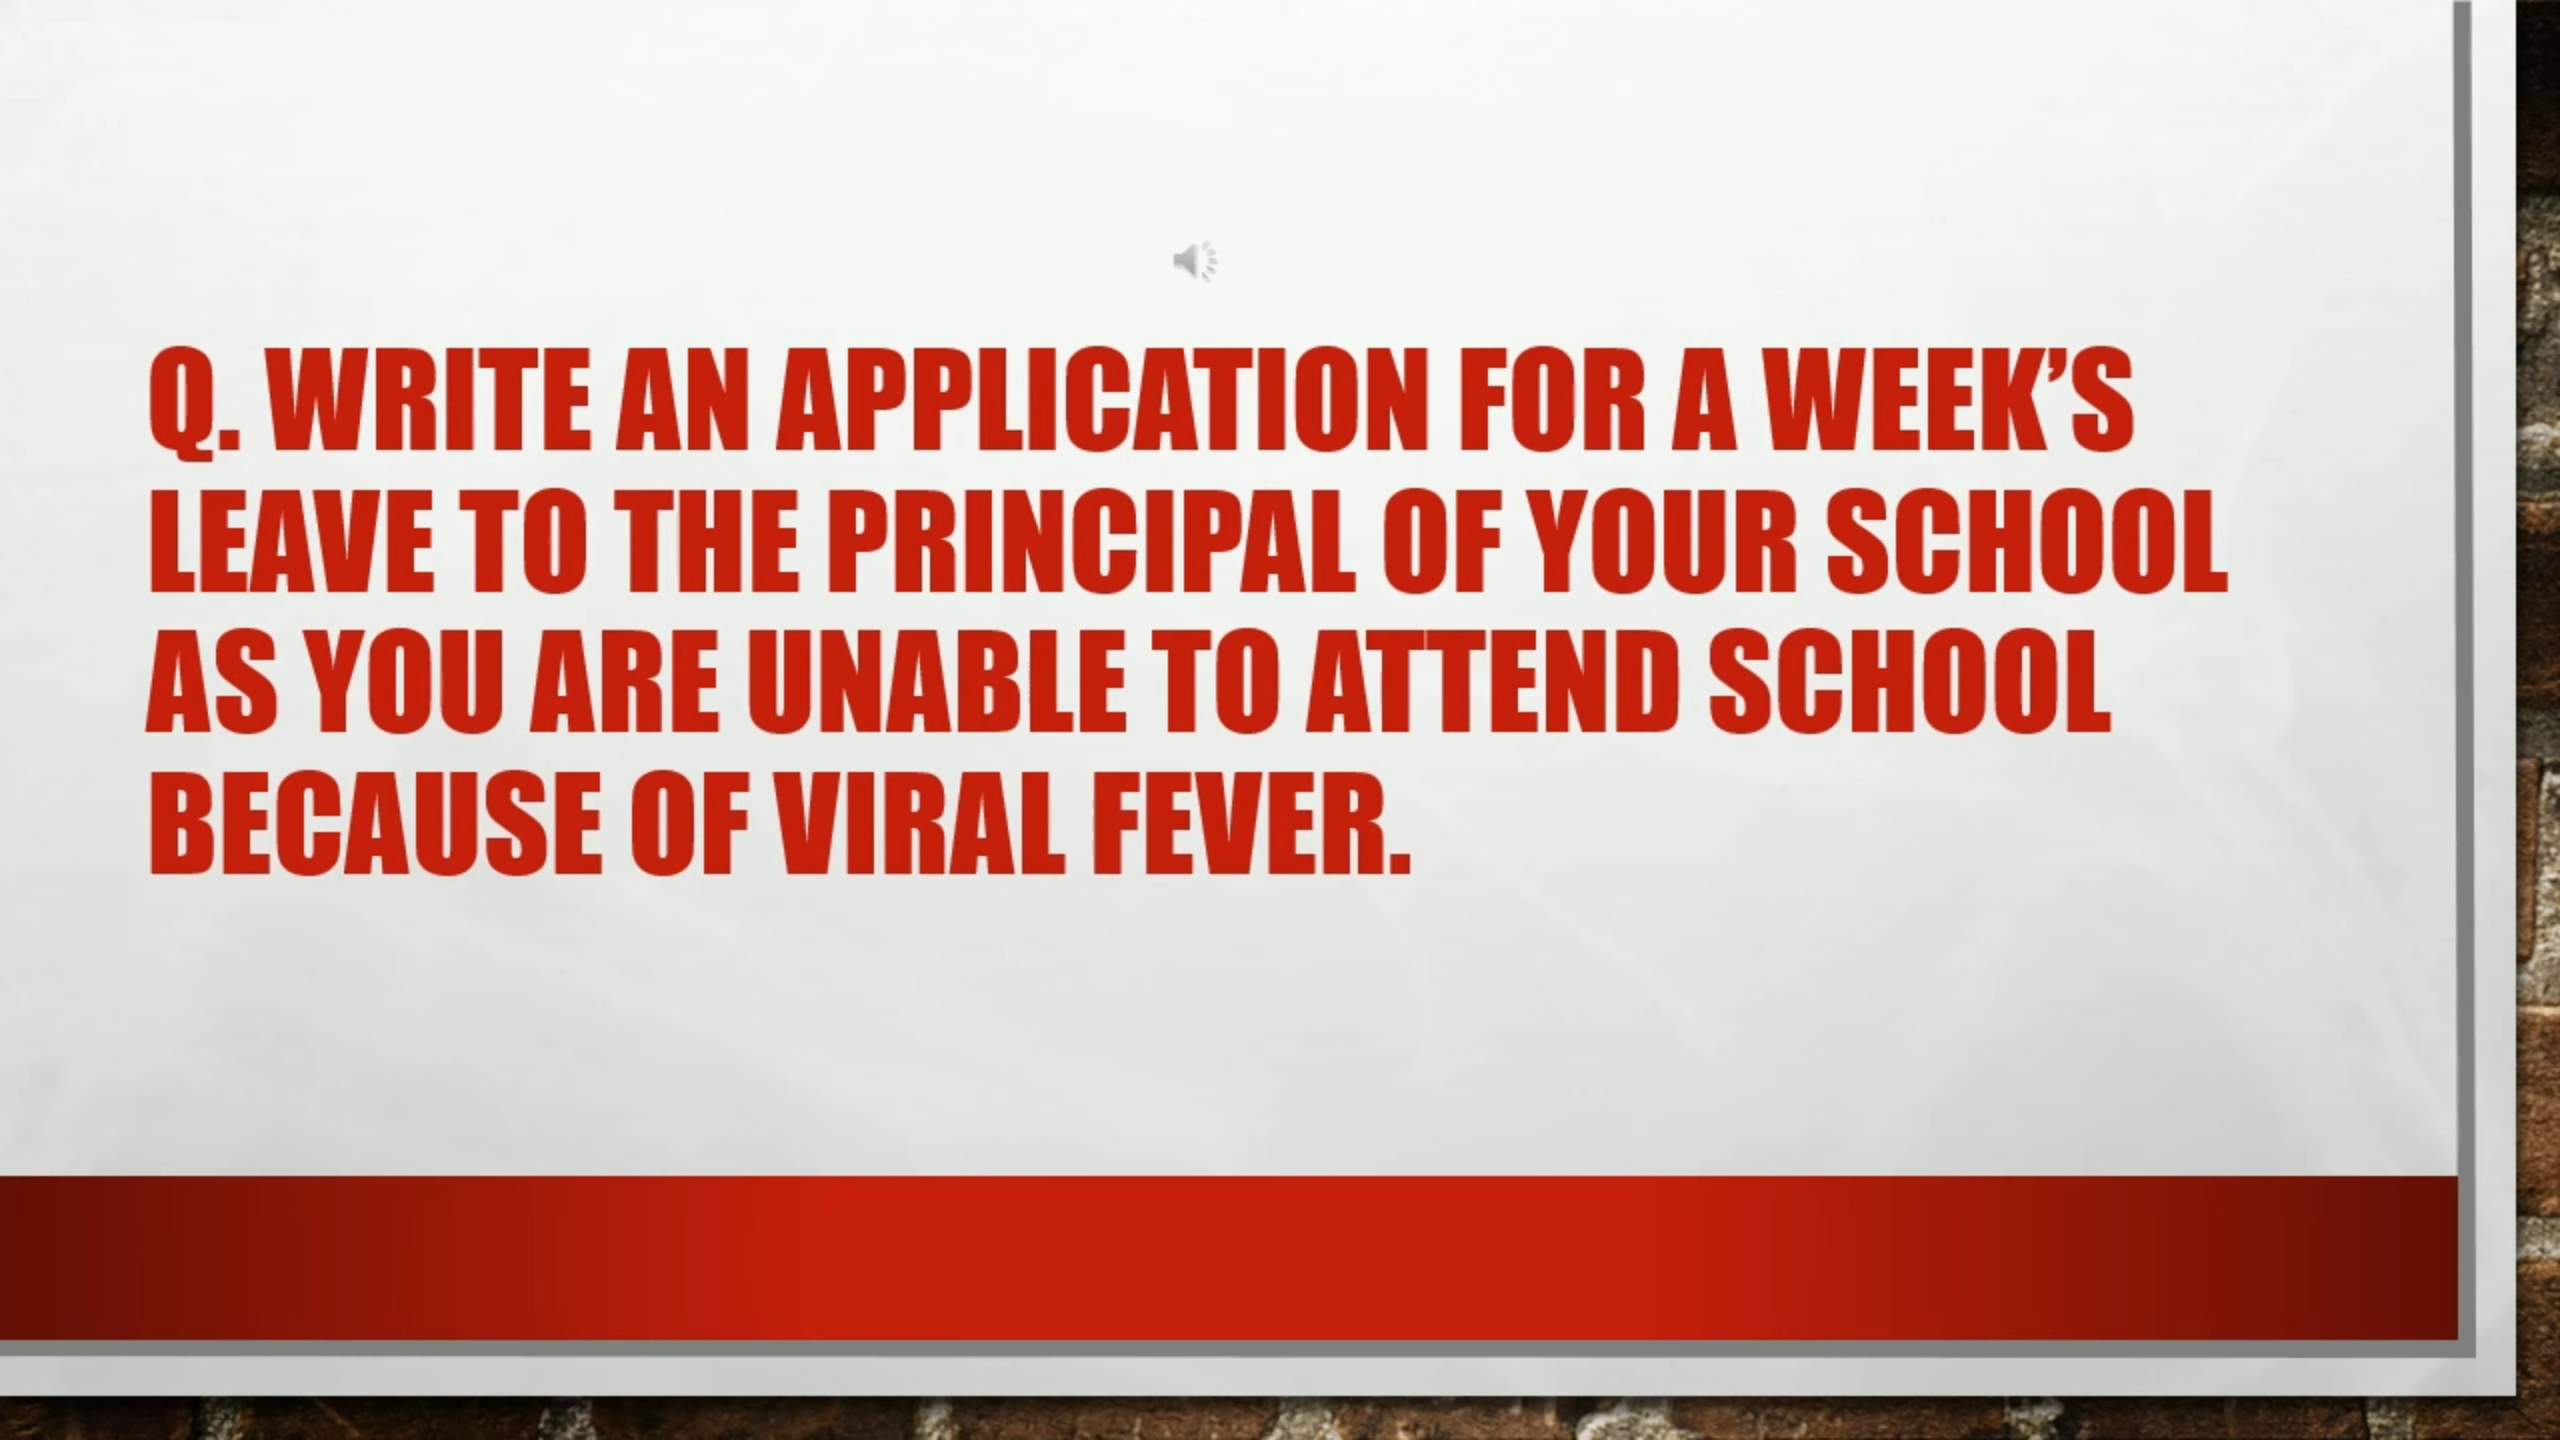 Q. WRITE AN APPLICATION FOR A WEEK’S
LEAVE TO THE PRINCIPAL OF YOUR SCHOOL
AS YOU ARE UNABLE TO ATTEND SCHOOL
BECAUSE OF VIRAL FEVER.